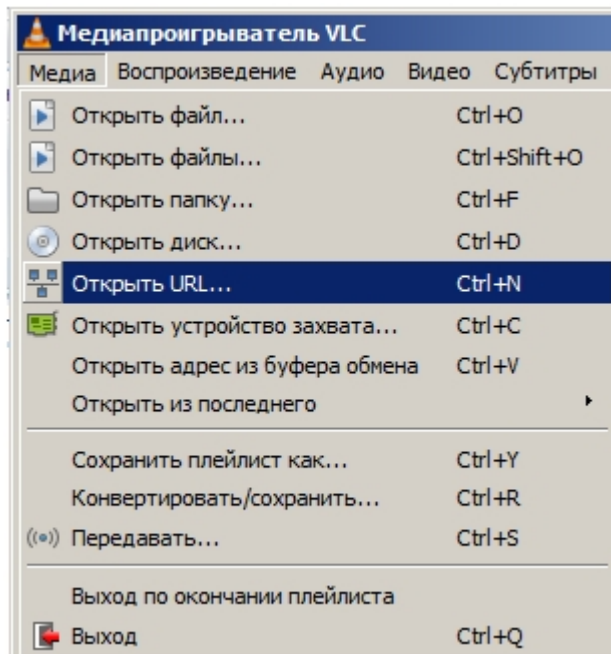 Медиапроигрыватель VLC
Медиа Воспроизведение Аудио Видео Субтитры
Открыть файл... Ctrl+O
Открыть файлы... Ctrl+Shift+O
Открыть папку... Ctrl+F
Открыть диск... Ctrl+D
Открыть URL... Ctrl+N
Открыть устройство захвата... Ctrl+C
Открыть адрес из буфера обмена Ctrl+V
Открыть из последнего
Сохранить плейлист как... Ctrl+Y
Конвертировать/сохранить... Ctrl+R
Передавать... Ctrl+S
Выход по окончании плейлиста
Выход Ctrl+Q